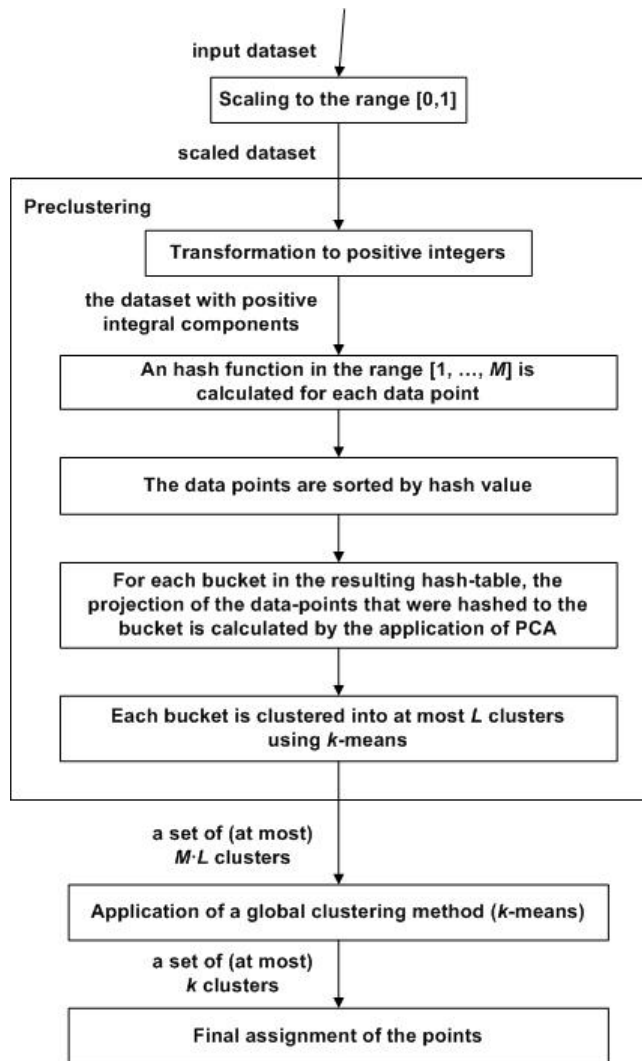 input dataset
Scaling to the range [0,1]
scaled dataset
Preclustering
Transformation to positive integers
the dataset with positive
integral components
An hash function in the range [1, ..., M] is
calculated for each data point
The data points are sorted by hash value
For each bucket in the resulting hash-table, the
projection of the data-points that were hashed to the
bucket is calculated by the application of PCA
Each bucket is clustered into at most L clusters
using k-means
a set of (at most)
M·L clusters
Application of a global clustering method (k-means)
a set of (at most)
k clusters
Final assignment of the points